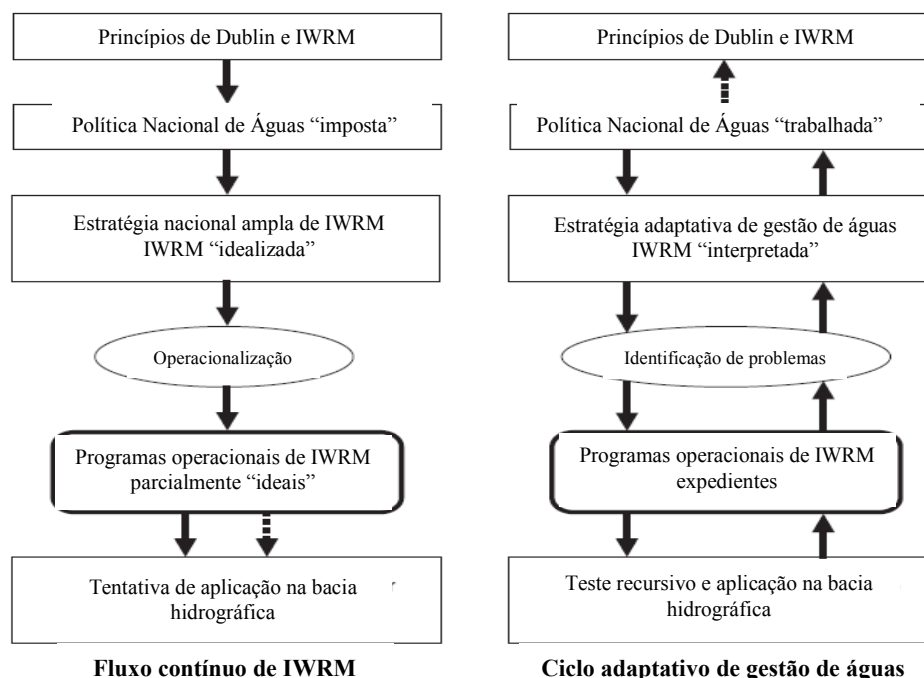 Princípios de Dublin e IWRM
Política Nacional de Águas “imposta”
Estratégia nacional ampla de IWRM
IWRM “idealizada”
Operacionalização
Programas operacionais de IWRM
parcialmente “ideais”
Tentativa de aplicação na bacia
hidrográfica
Fluxo contínuo de IWRM
Princípios de Dublin e IWRM
Política Nacional de Águas “trabalhada”
Estratégia adaptativa de gestão de águas
IWRM “interpretada”
Identificação de problemas
Programas operacionais de IWRM
expedientes
Teste recursivo e aplicação na bacia
hidrográfica
Ciclo adaptativo de gestão de águas